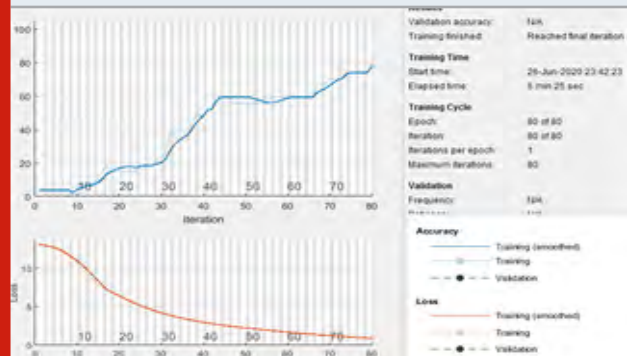 Validation accuracy: N/A
Training finished: Reached final iteration
Training Time
Start time: 26-Jun-2020 23:42:23
Elapsed time: 5 min 25 sec
Training Cycle
Epoch: 80 of 80
Iteration: 80 of 80
Iterations per epoch: 1
Maximum iterations: 80
Validation
Frequency: N/A
100
80
60
40
20
0
10 20 30 40 50 60 70
0 10 20 30 40 50 60 70 80
Iteration
Accuracy
Training (smoothed)
Training
Validation
Loss
Training (smoothed)
Training
Validation
Loss
10
5
0
10 20 30 40 50 60 70
0 10 20 30 40 50 60 70 80